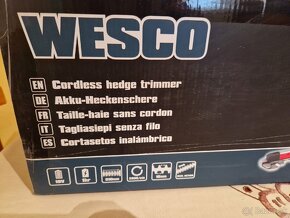 WESCO
EN Cordless hedge trimmer
DE Akku-Heckenschere
FR Taille-haie sans cordon
IT Tagliasiepi senza filo
ES Cortasetos inalámbrico
18V